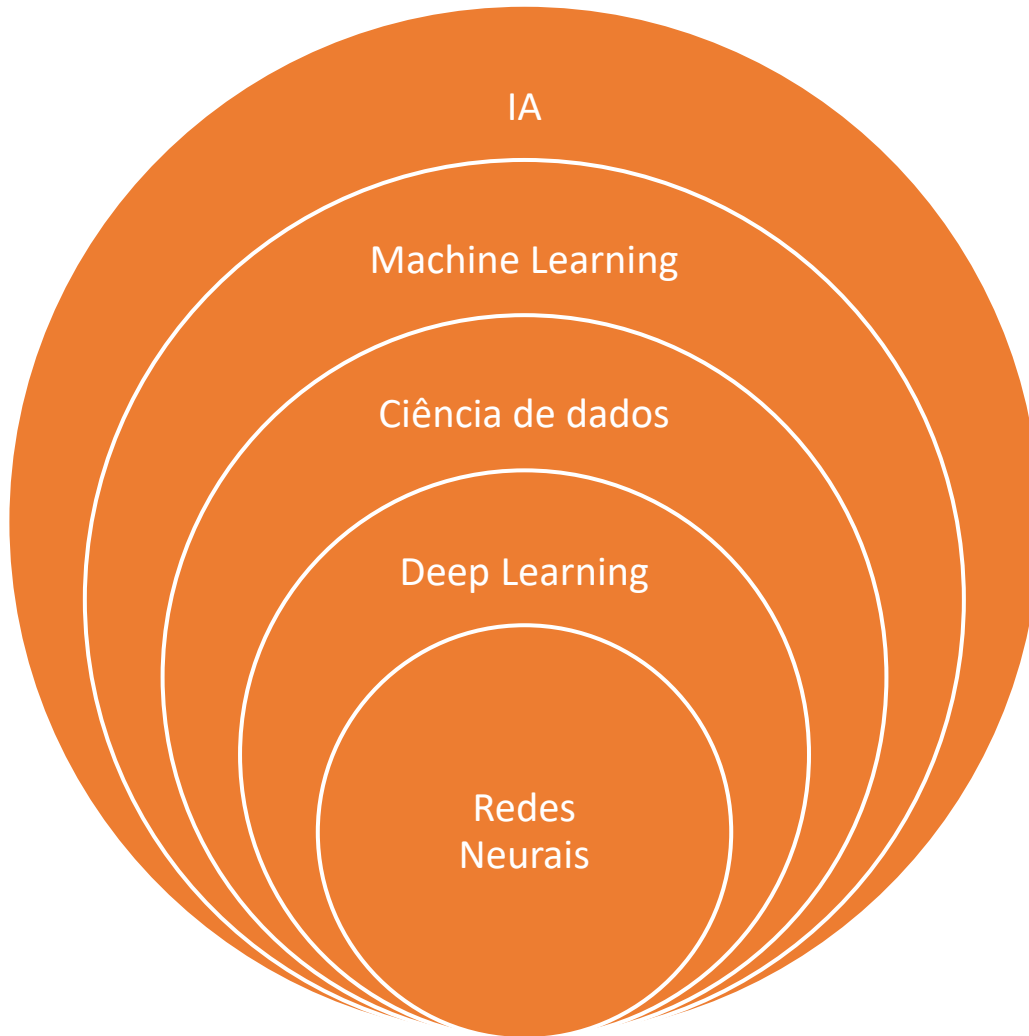 IA
Machine Learning
Ciência de dados
Deep Learning
Redes
Neurais